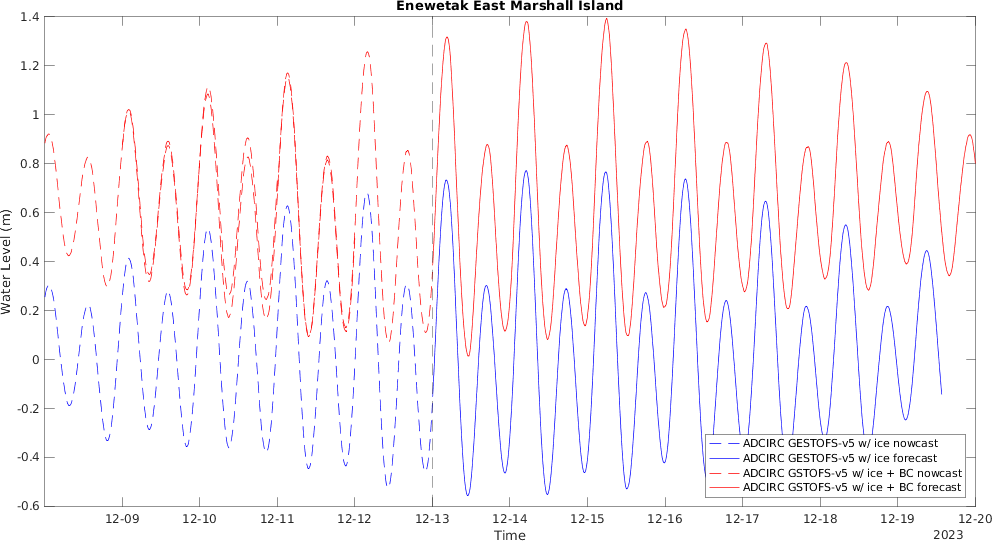 Enewetak East Marshall Island
1.4
1.2
1
0.8
0.6
0.4
0.2
0
-0.2
-0.4
-0.6
Water Level (m)
ADCIRC GESTOFS-v5 w/ ice nowcast
ADCIRC GESTOFS-v5 w/ ice forecast
ADCIRC GSTOFS-v5 w/ ice + BC nowcast
ADCIRC GSTOFS-v5 w/ ice + BC forecast
12-09 12-10 12-11 12-12 12-13 12-14 12-15 12-16 12-17 12-18 12-19 12-20
Time
2023